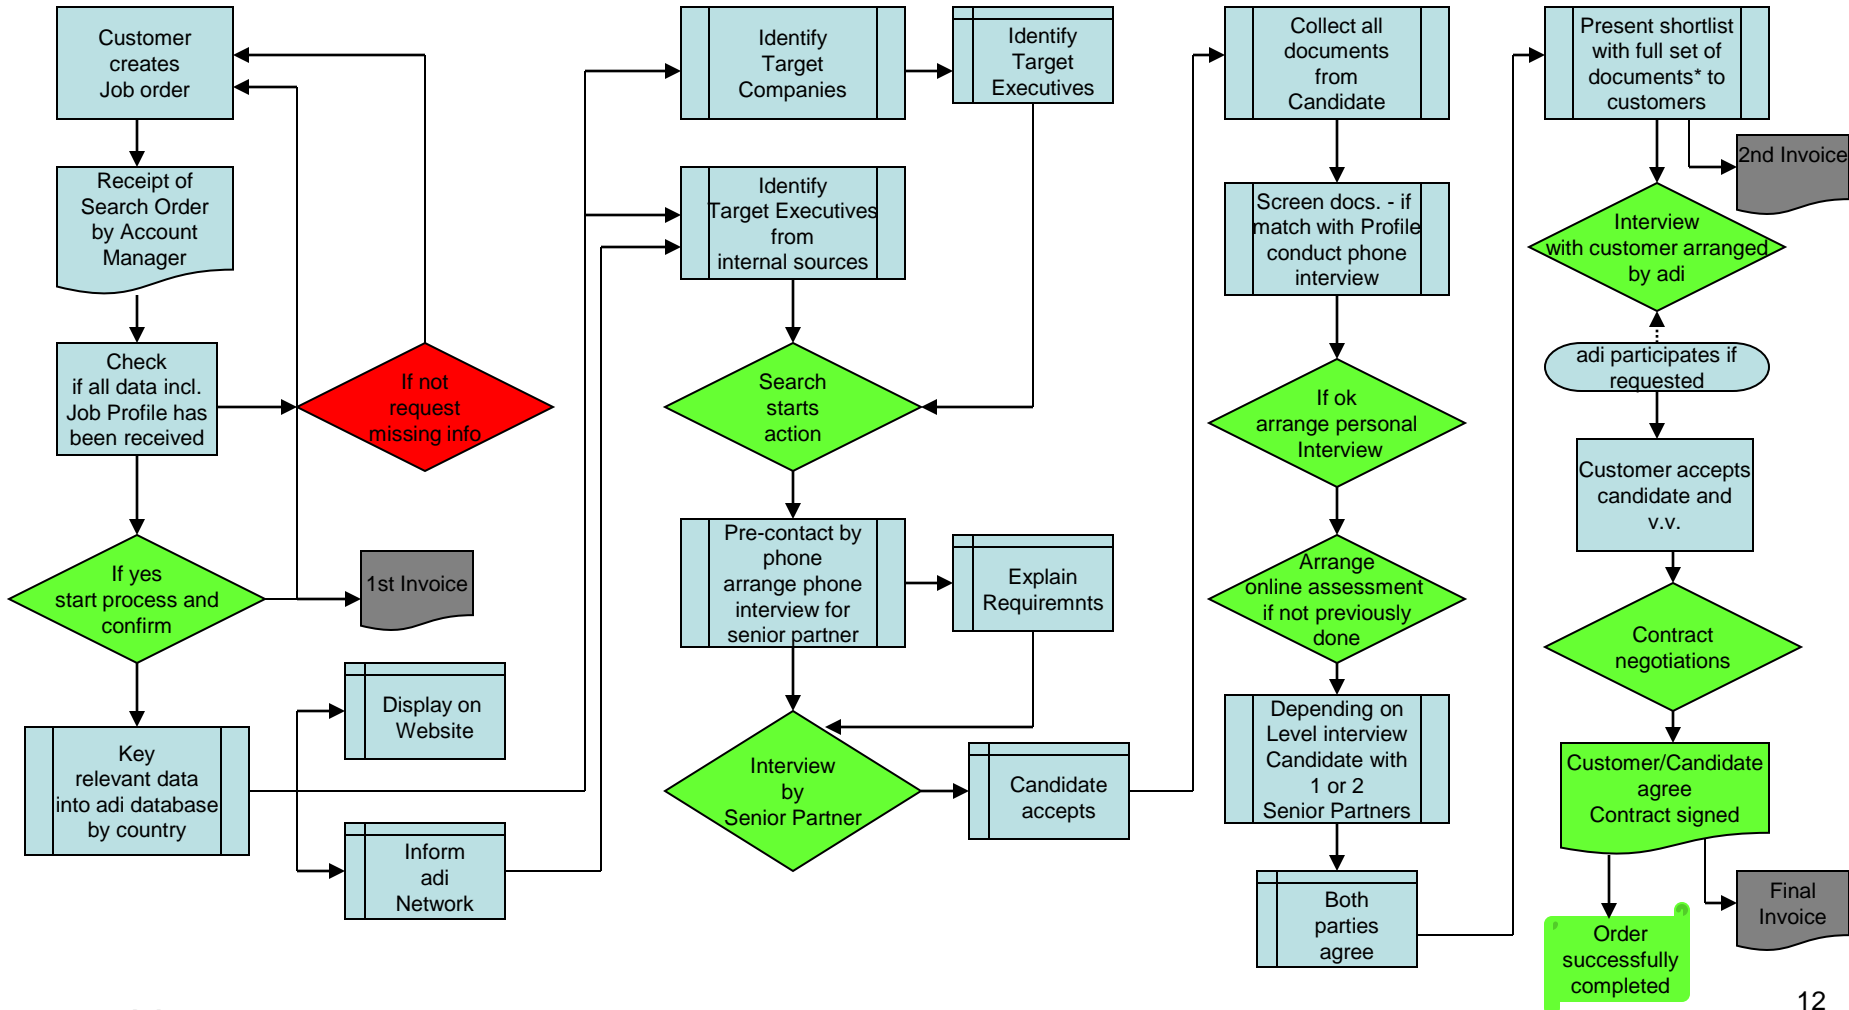 Customer
creates
Job order
Receipt of
Search Order
by Account
Manager
Check
if all data incl.
Job Profile has
been received
If not
request
missing info
If yes
start process and
confirm
1st Invoice
Key
relevant data
into adi database
by country
Display on
Website
Inform
adi
Network
Identify
Target
Companies
Identify
Target
Executives
Identify
Target Executives
from
internal sources
Search
starts
action
Pre-contact by
phone
arrange phone
interview for
senior partner
Explain
Requiremnts
Interview
by
Senior Partner
Candidate
accepts
Collect all
documents
from
Candidate
Screen docs. - if
match with Profile
conduct phone
interview
If ok
arrange personal
Interview
Arrange
online assessment
if not previously
done
Depending on
Level interview
Candidate with
1 or 2
Senior Partners
Both
parties
agree
Present shortlist
with full set of
documents* to
customers
2nd Invoice
Interview
with customer arranged
by adi
adi participates if
requested
Customer accepts
candidate and
v.v.
Contract
negotiations
Customer/Candidate
agree
Contract signed
Final
Invoice
Order
successfully
completed
12